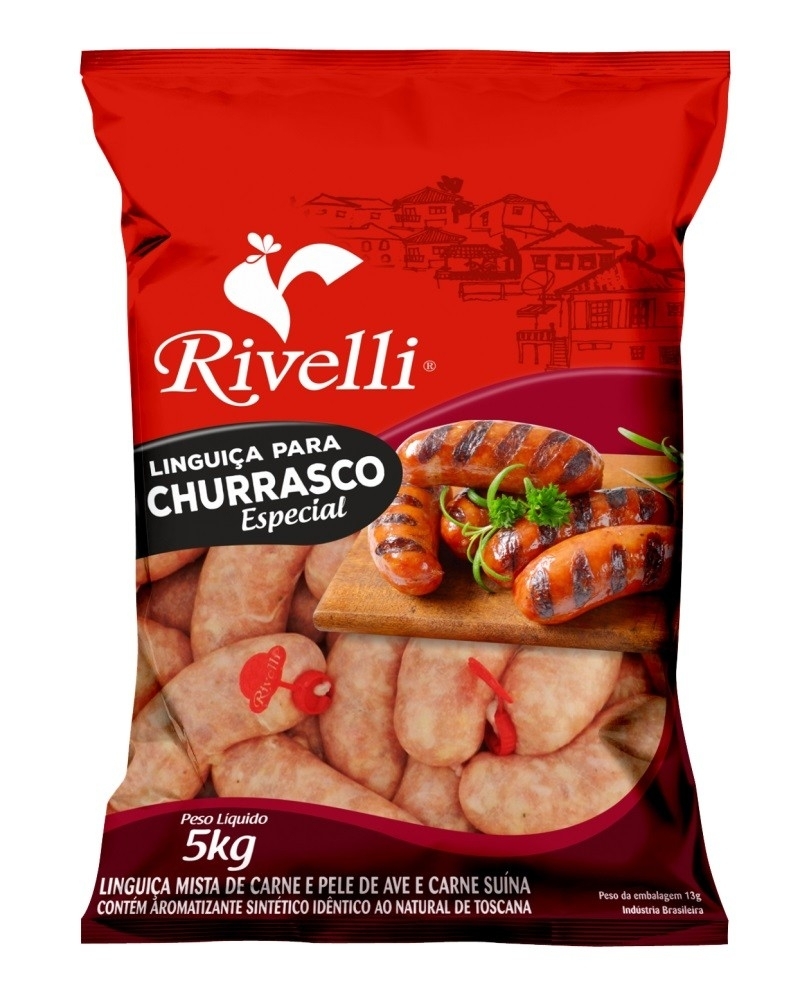 Rivelli®
LINGUIÇA PARA
CHURRASCO
Especial
Rivelli
Peso Líquido
5kg
LINGUIÇA MISTA DE CARNE E PELE DE AVE E CARNE SUÍNA
CONTÉM AROMATIZANTE SINTÉTICO IDÊNTICO AO NATURAL DE TOSCANA
Peso da embalagem 13g
Indústria Brasileira